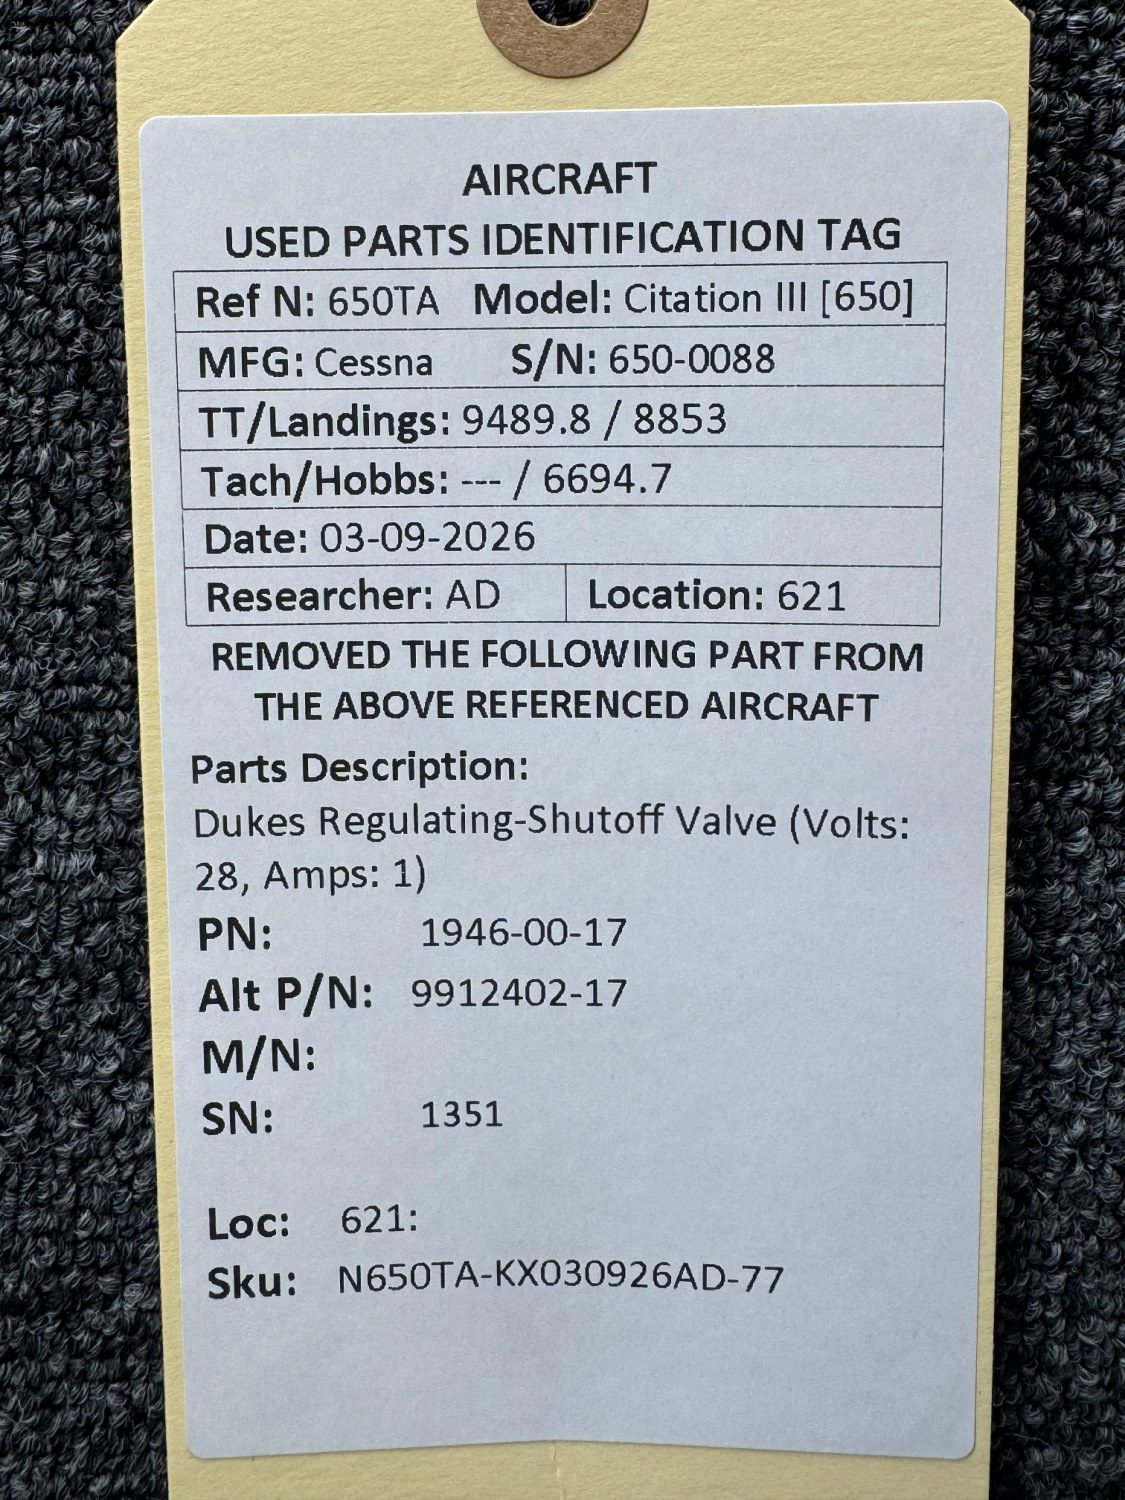 AIRCRAFT
USED PARTS IDENTIFICATION TAG
Ref N: 650TA Model: Citation III [650]
MFG: Cessna S/N: 650-0088
TT/Landings: 9489.8 / 8853
Tach/Hobbs: --- / 6694.7
Date: 03-09-2026
Researcher: AD Location: 621
REMOVED THE FOLLOWING PART FROM
THE ABOVE REFERENCED AIRCRAFT
Parts Description:
Dukes Regulating-Shutoff Valve (Volts:
28, Amps: 1)
PN: 1946-00-17
Alt P/N: 9912402-17
M/N:
SN: 1351
Loc: 621:
Sku: N650TA-KX030926AD-77